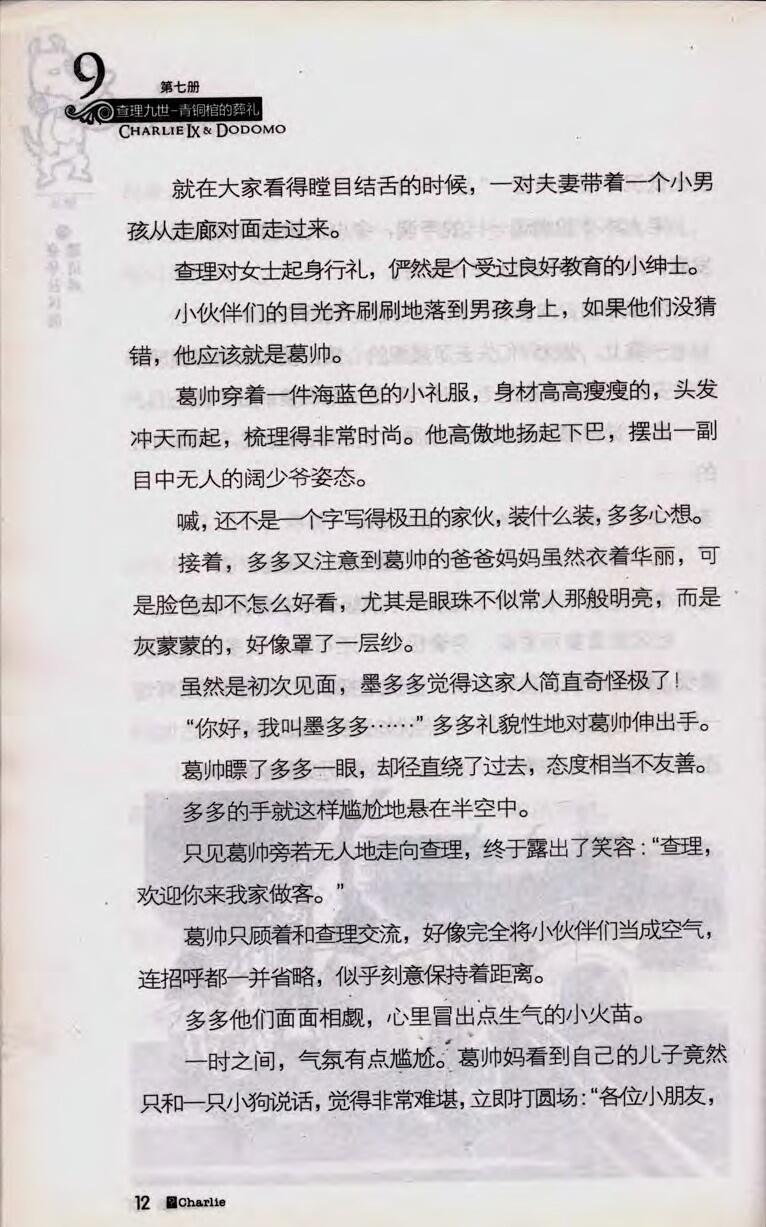 9
第七册
查理九世-青铜棺的葬礼
CHARLIE IX & DODOMO
就在大家看得瞠目结舌的时候，一对夫妻带着一个小男
孩从走廊对面走过来。
查理对女士起身行礼，俨然是个受过良好教育的小绅士。
小伙伴们的目光齐刷刷地落到男孩身上，如果他们没猜
错，他应该就是葛帅。
葛帅穿着一件海蓝色的小礼服，身材高高瘦瘦的，头发
冲天而起，梳理得非常时尚。他高傲地扬起下巴，摆出一副
目中无人的阔少爷姿态。
嘁，还不是一个字写得极丑的家伙，装什么装，多多心想。
接着，多多又注意到葛帅的爸爸妈妈虽然衣着华丽，可
是脸色却不怎么好看，尤其是眼珠不似常人那般明亮，而是
灰蒙蒙的，好像罩了一层纱。
虽然是初次见面，墨多多觉得这家人简直奇怪极了！
“你好，我叫墨多多……”多多礼貌性地对葛帅伸出手。
葛帅瞟了多多一眼，却径直绕了过去，态度相当不友善。
多多的手就这样尴尬地悬在半空中。
只见葛帅旁若无人地走向查理，终于露出了笑容：“查理，
欢迎你来我家做客。”
葛帅只顾着和查理交流，好像完全将小伙伴们当成空气，
连招呼都一并省略，似乎刻意保持着距离。
多多他们面面相觑，心里冒出点生气的小火苗。
一时之间，气氛有点尴尬。葛帅妈看到自己的儿子竟然
只和一只小狗说话，觉得非常难堪，立即打圆场：“各位小朋友，
12 Charlie